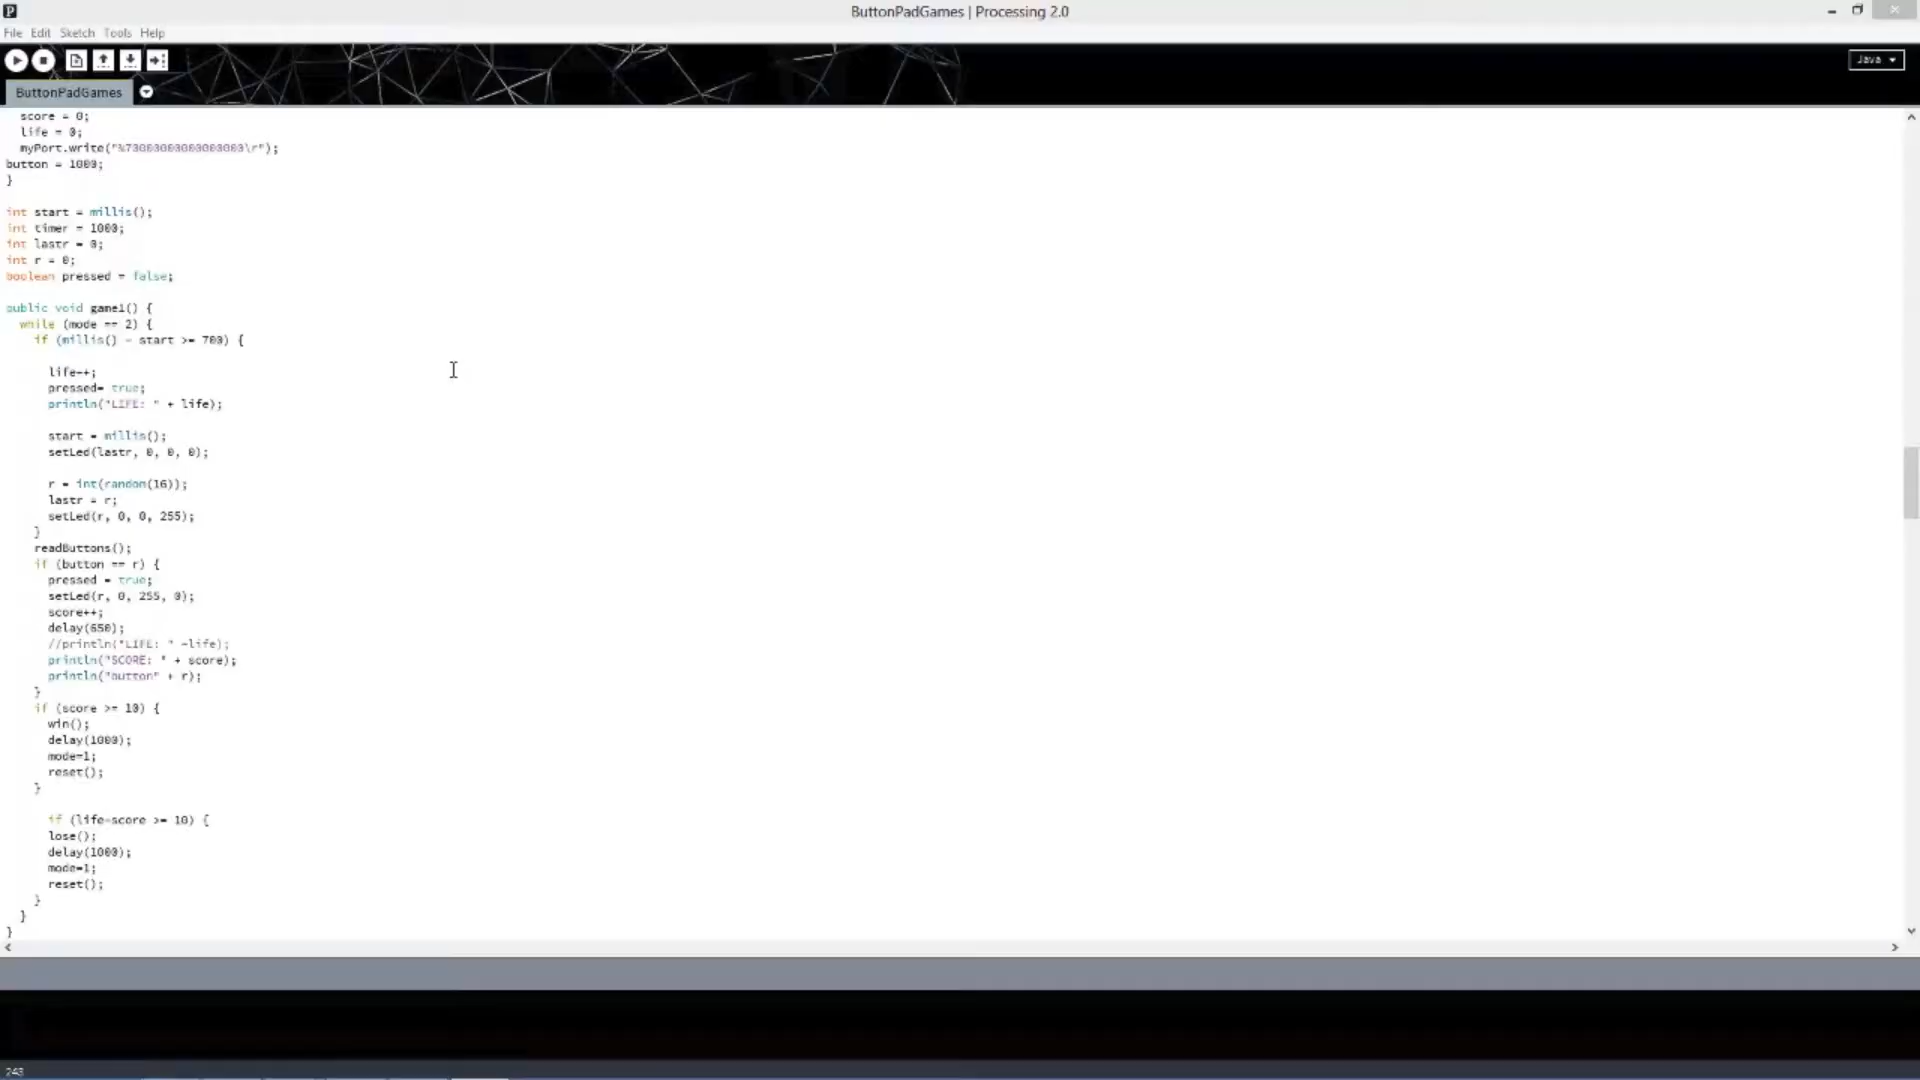 ButtonPadGames | Processing 2.0
File Edit Sketch Tools Help
Java
ButtonPadGames
score = 0;
life = 0;
button = 1000;
}
int start = millis();
int timer = 1000;
int lastr = 0;
int r = 0;
boolean pressed = false;
public void game1() {
while (mode == 2) {
if (millis() - start >= 700) {
life++;
pressed= true;
println("LIFE: " + life);
start = millis();
setLed(lastr, 0, 0, 0);
r = int(random(16));
lastr = r;
setLed(r, 0, 0, 255);
}
readButtons();
if (button == r) {
pressed = true;
setLed(r, 0, 255, 0);
score++;
delay(650);
//println("LIFE: " -life);
println("SCORE: " + score);
println("button" + r);
}
if (score >= 10) {
win();
delay(1000);
mode=1;
reset();
}
if (life-score >= 10) {
lose();
delay(1000);
mode=1;
reset();
}
}
}
243